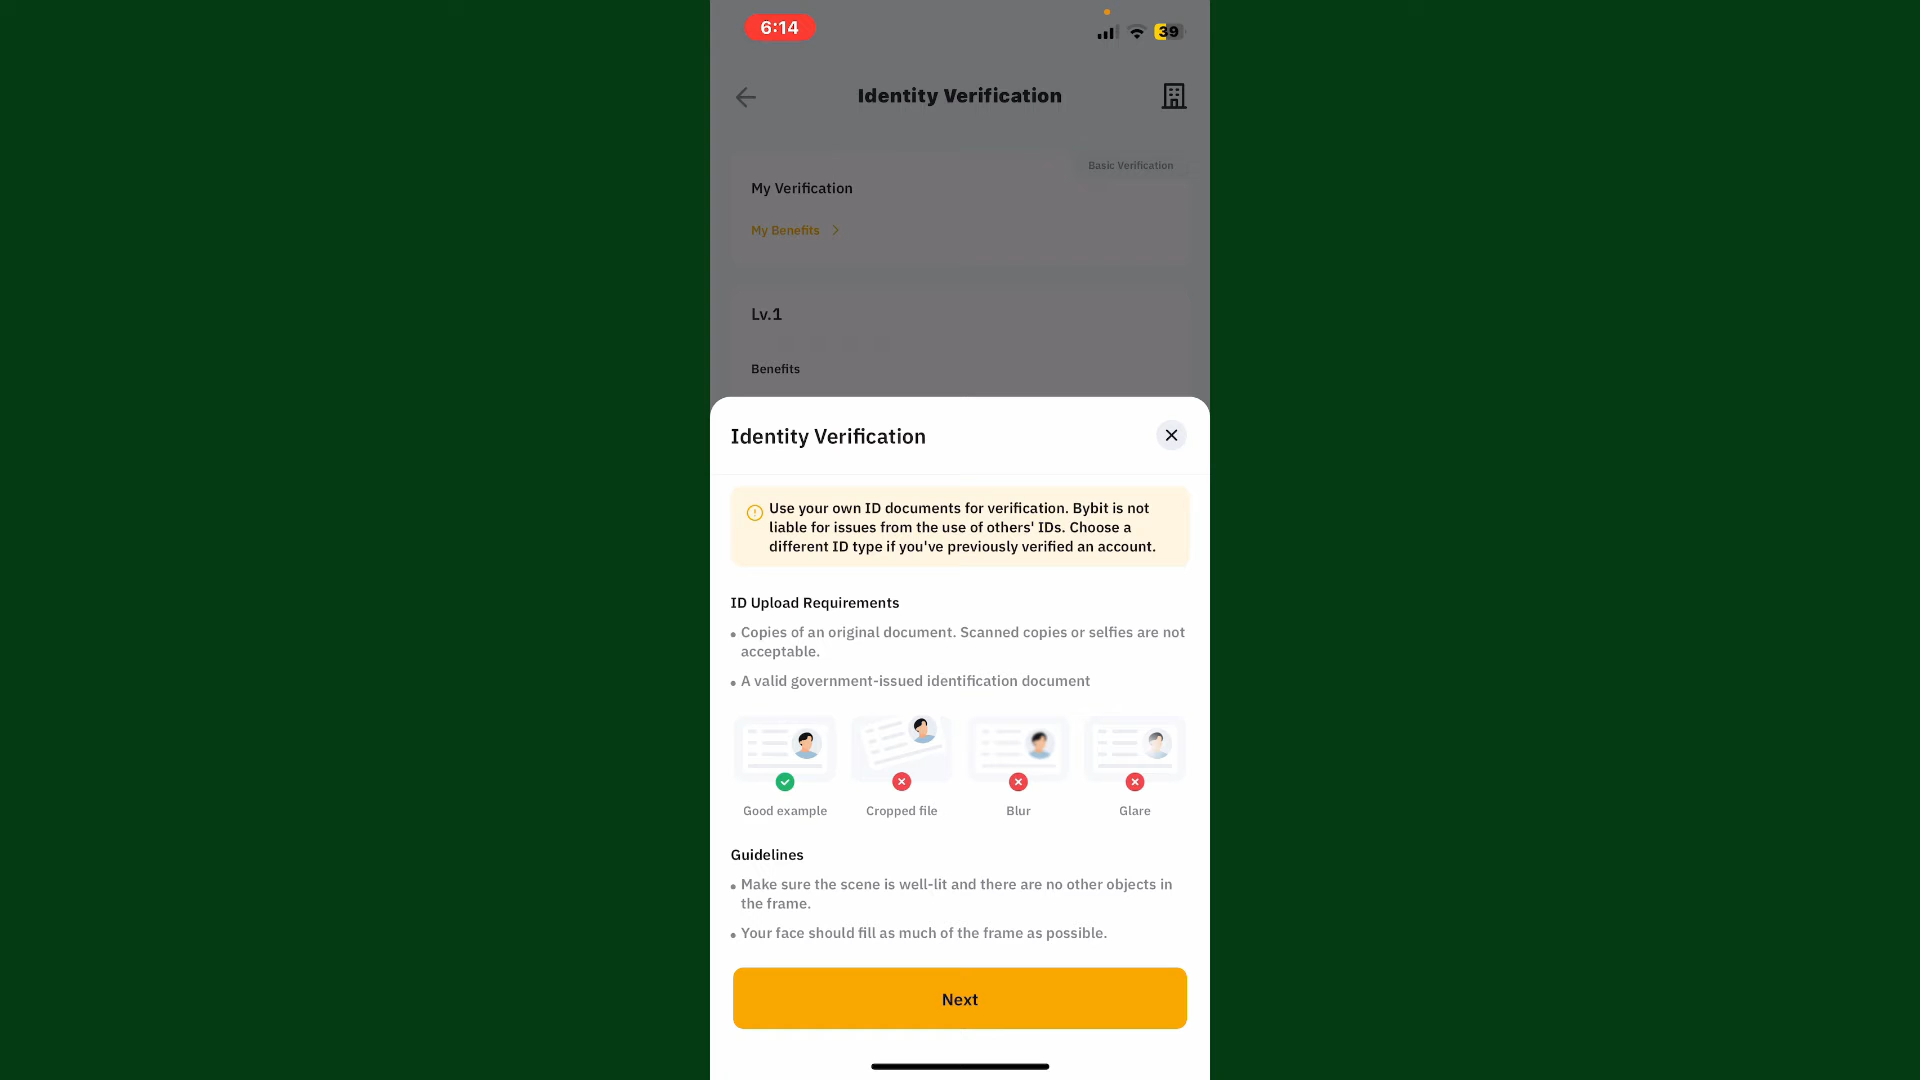 6:14
39
Identity Verification
Basic Verification
My Verification
My Benefits
Lv.1
Benefits
Identity Verification
Use your own ID documents for verification. Bybit is not
liable for issues from the use of others' IDs. Choose a
different ID type if you've previously verified an account.
ID Upload Requirements
• Copies of an original document. Scanned copies or selfies are not
acceptable.
• A valid government-issued identification document
Good example Cropped file Blur Glare
Guidelines
• Make sure the scene is well-lit and there are no other objects in
the frame.
• Your face should fill as much of the frame as possible.
Next